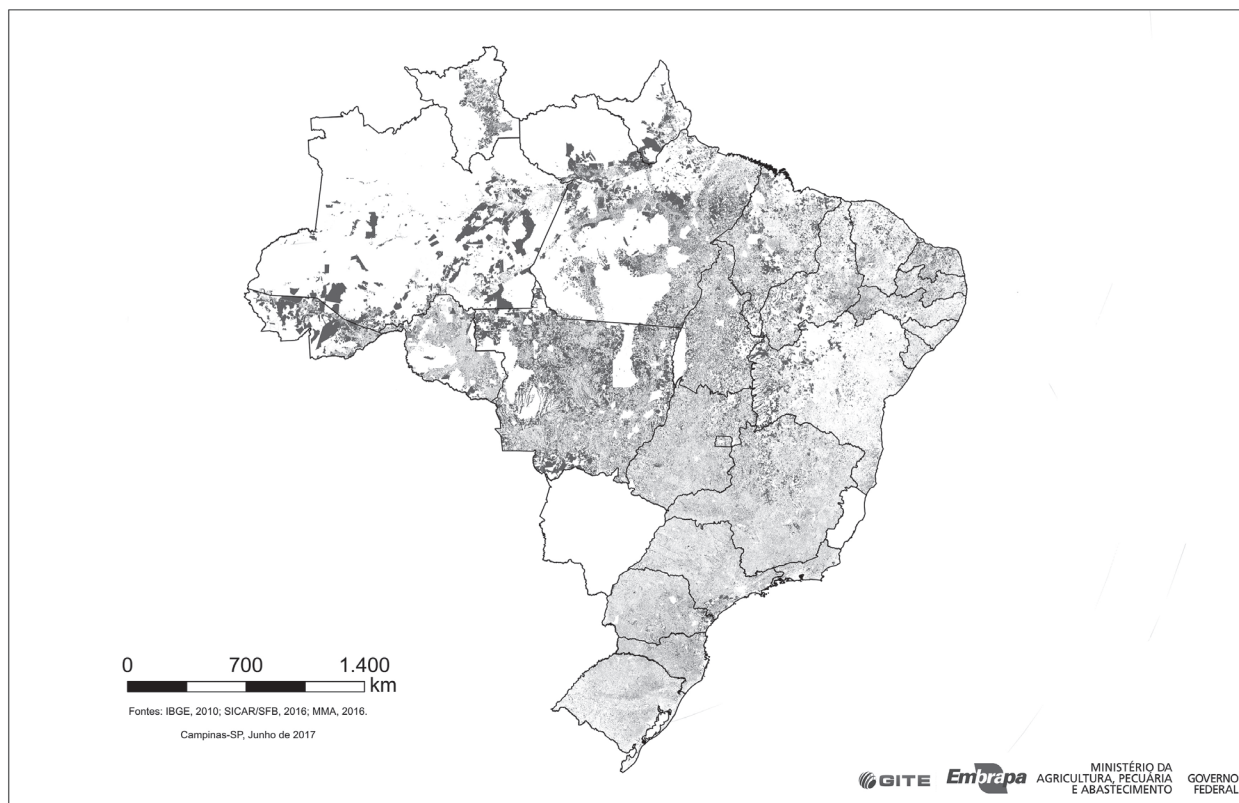 0 700 1.400
km
Fontes: IBGE, 2010; SICAR/SFB, 2016; MMA, 2016.
Campinas-SP, Junho de 2017
GITE
Embrapa
MINISTÉRIO DA
AGRICULTURA, PECUÁRIA
E ABASTECIMENTO
GOVERNO
FEDERAL